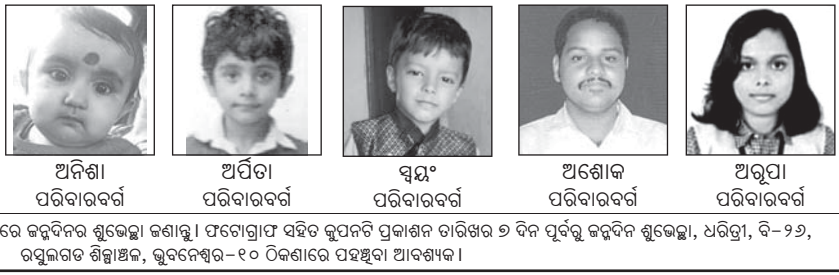 ଅନିଶା
ପରିବାରବର୍ଗ
ଅର୍ପିତା
ପରିବାରବର୍ଗ
ସ୍ୱୟଂ
ପରିବାରବର୍ଗ
ଅଶୋକ
ପରିବାରବର୍ଗ
ଅରୂପା
ପରିବାରବର୍ଗ
ରେ ଜନ୍ମଦିନର ଶୁଭେଚ୍ଛା ଜଣାନ୍ତୁ। ଫଟୋଗ୍ରାଫ ସହିତ କୁପନଟି ପ୍ରକାଶନ ତାରିଖର ୭ ଦିନ ପୂର୍ବରୁ ଜନ୍ମଦିନ ଶୁଭେଚ୍ଛା, ଧରିତ୍ରୀ, ବି-୨୬,
ରସୁଲଗଡ ଶିଳ୍ପାଞ୍ଚଳ, ଭୁବନେଶ୍ୱର-୧୦ ଠିକଣାରେ ପହଞ୍ଚିବା ଆବଶ୍ୟକ।